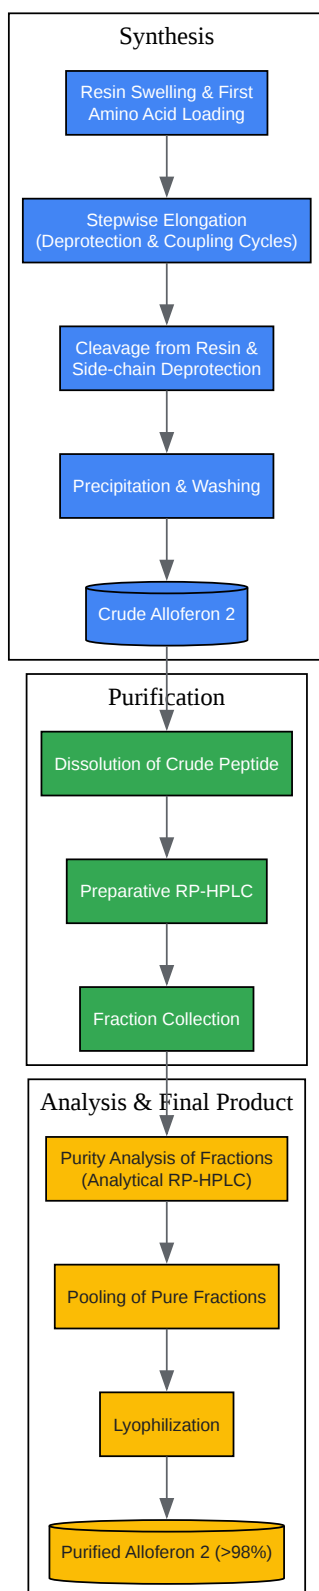 Synthesis
Resin Swelling & First
Amino Acid Loading
Stepwise Elongation
(Deprotection & Coupling Cycles)
Cleavage from Resin &
Side-chain Deprotection
Precipitation & Washing
Crude Alloferon 2
Purification
Dissolution of Crude Peptide
Preparative RP-HPLC
Fraction Collection
Analysis & Final Product
Purity Analysis of Fractions
(Analytical RP-HPLC)
Pooling of Pure Fractions
Lyophilization
Purified Alloferon 2 (>98%)